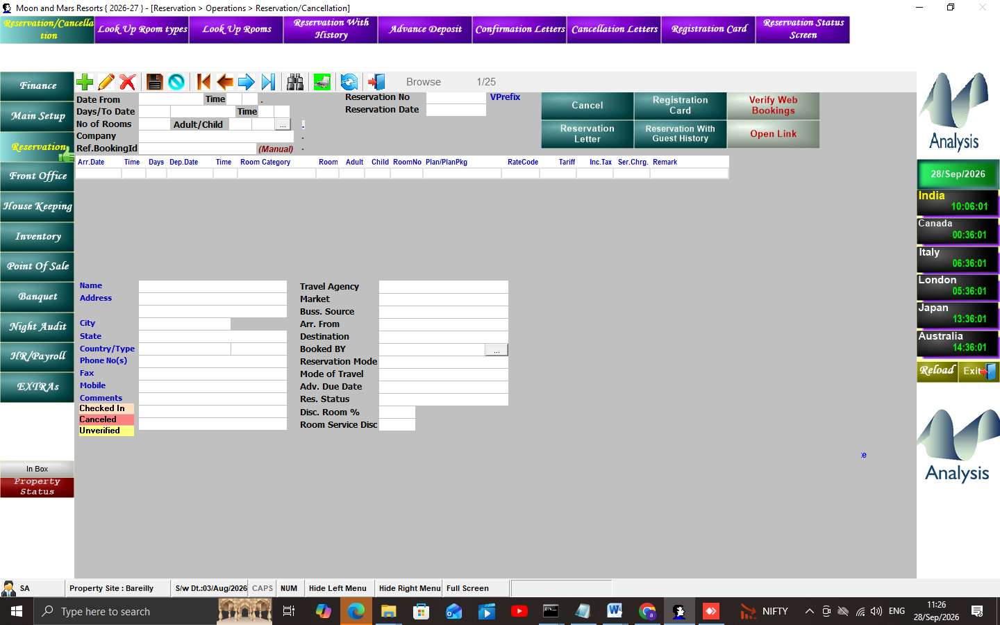 Moon and Mars Resorts { 2026-27 } - [Reservation > Operations > Reservation/Cancellation]
Reservation/Cancellation
Look Up Room types
Look Up Rooms
Reservation With History
Advance Deposit
Confirmation Letters
Cancellation Letters
Registration Card
Reservation Status Screen
Finance
Main Setup
Reservation
Front Office
House Keeping
Inventory
Point Of Sale
Banquet
Night Audit
HR/Payroll
EXTRAs
In Box
Property Status
Browse 1/25
Date From Time .
Days/To Date Time
No of Rooms Adult/Child ... .
Company .
Ref.BookingId (Manual) .
Reservation No VPrefix
Reservation Date
Cancel
Registration Card
Verify Web Bookings
Reservation Letter
Reservation With Guest History
Open Link
Arr.Date Time Days Dep.Date Time Room Category Room Adult Child RoomNo Plan/PlanPkg RateCode Tariff Inc.Tax Ser.Chrg. Remark
Name
Address
City
State
Country/Type
Phone No(s)
Fax
Mobile
Comments
Checked In
Canceled
Unverified
Travel Agency
Market
Buss. Source
Arr. From
Destination
Booked BY ...
Reservation Mode
Mode of Travel
Adv. Due Date
Res. Status
Disc. Room %
Room Service Disc
Analysis
28/Sep/2026
India
10:06:01
Canada
00:36:01
Italy
06:36:01
London
05:36:01
Japan
13:36:01
Australia
14:36:01
Reload Exit
Analysis
SA Property Site : Bareilly S/w Dt.:03/Aug/2026 CAPS NUM Hide Left Menu Hide Right Menu Full Screen
Type here to search NIFTY ENG 11:26
28/Sep/2026